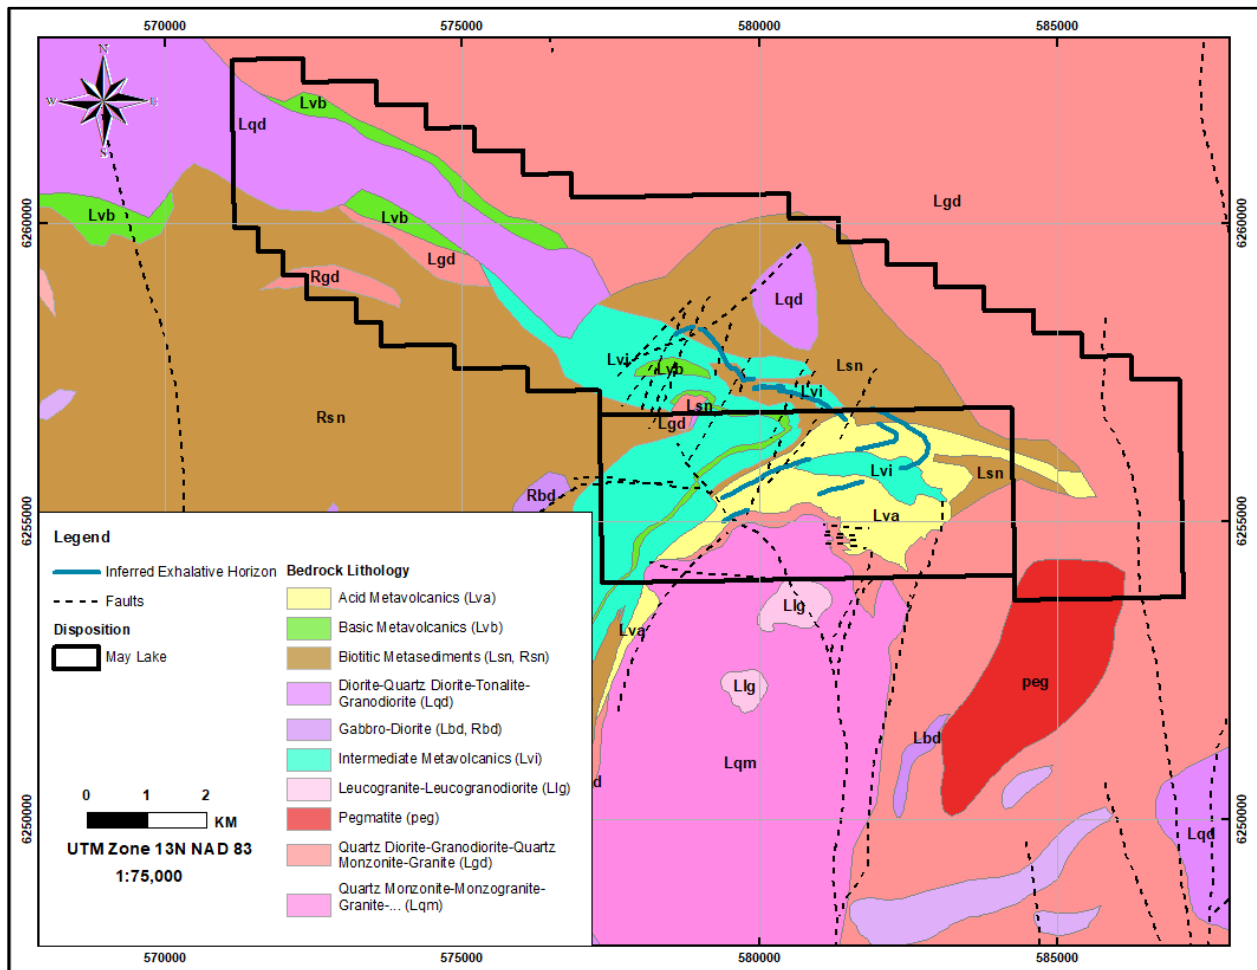 570000
575000
580000
585000
N
W
E
S
Lvb
Lqd
6260000
6260000
Lgd
Lvb
Lvb
Lgd
Rgd
Lqd
Lvi
Lvb
Lsn
Lvi
Lsn
Rsn
Lgd
Lvi
Lsn
Rbd
Lva
6255000
6255000
Legend
Inferred Exhalative Horizon
Faults
Disposition
May Lake
Bedrock Lithology
Acid Metavolcanics (Lva)
Basic Metavolcanics (Lvb)
Biotitic Metasediments (Lsn, Rsn)
Diorite-Quartz Diorite-Tonalite-
Granodiorite (Lqd)
Gabbro-Diorite (Lbd, Rbd)
Intermediate Metavolcanics (Lvi)
Leucogranite-Leucogranodiorite (Llg)
Pegmatite (peg)
Quartz Diorite-Granodiorite-Quartz
Monzonite-Granite (Lgd)
Quartz Monzonite-Monzogranite-
Granite-... (Lqm)
0 1 2
KM
UTM Zone 13N NAD 83
1:75,000
Llg
Lva
Llg
peg
Lbd
Lqm
d
6250000
6250000
Lqd
570000
575000
580000
585000